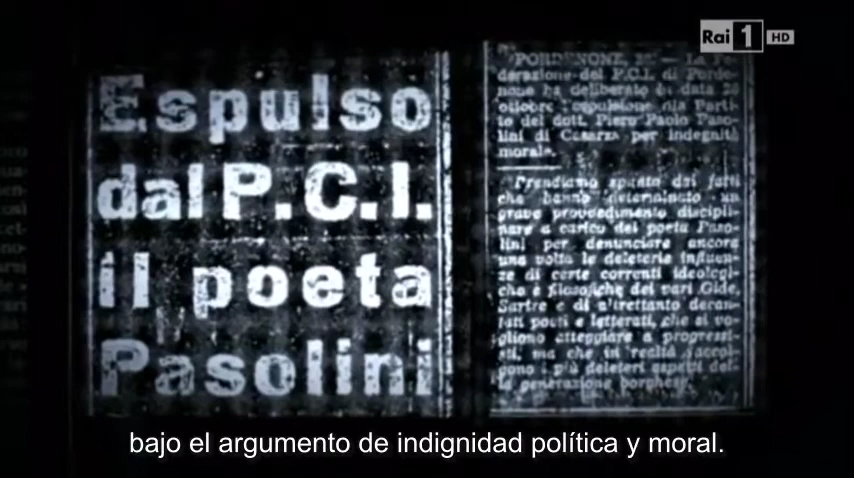 Rai 1 HD
Espulso
dal P.C.I.
il poeta
Pasolini
PORDENONE, — La Fe-
derazione del P.C.I. di Porde-
none ha deliberato in data 26
ottobre l'espulsione dal Parti-
to del dott. Piero Paolo Paso-
lini di Casarsa per indegnità
morale.
Prendiamo spunto dai fatti
che hanno determinato un
grave provvedimento discipli-
nare a carico del poeta Paso-
lini per denunciare ancora
una volta le deleterie influen-
ze di certe correnti ideologi-
che e filosofiche dei vari Gide,
Sartre e di altrettanto decan-
tati poeti e letterati, che si vo-
gliono atteggiare a progressi-
sti, ma che in realtà raccol-
gono i più deleteri aspetti del-
la generazione borghese.
bajo el argumento de indignidad política y moral.